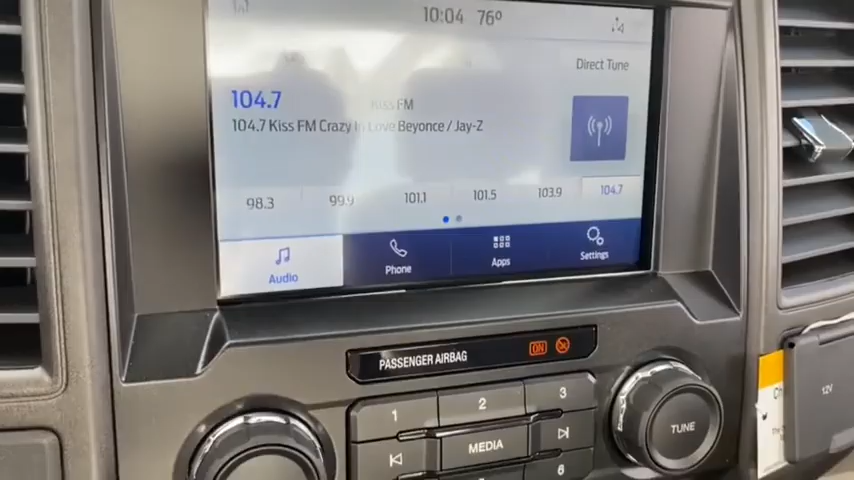 10:04 76°
Direct Tune
104.7
Kiss FM
104.7 Kiss FM Crazy In Love Beyonce / Jay-Z
98.3 99.9 101.1 101.5 103.9 104.7
Audio Phone Apps Settings
PASSENGER AIRBAG ON
1 2 3
MEDIA
TUNE
6
12V